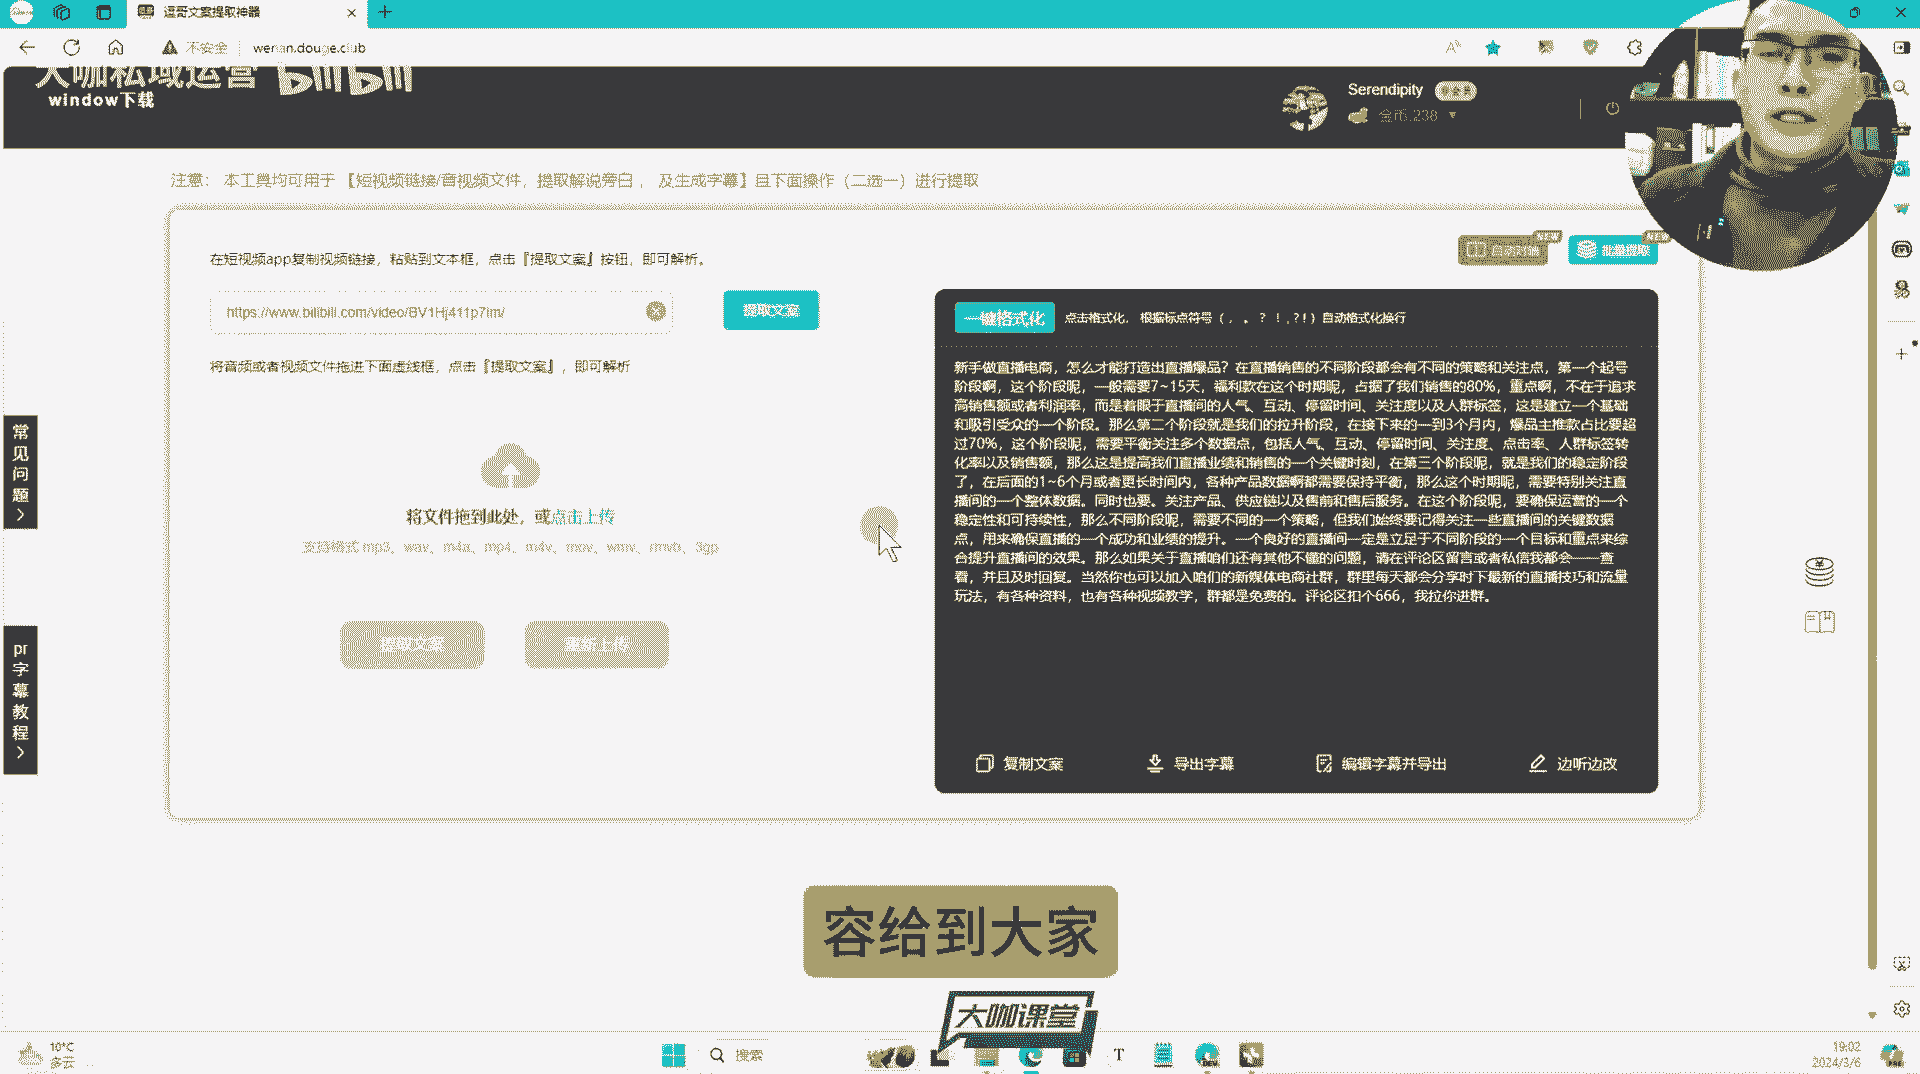 逗哥文案提取神器
不安全
wenan.douge.club
大咖私域运营 bilibili
window下载
Serendipity
金币:238
注意： 本工具均可用于 【短视频链接/音视频文件，提取解说旁白 ， 及生成字幕】且下面操作（二选一）进行提取
在短视频app复制视频链接，粘贴到文本框，点击『提取文案』按钮，即可解析。
自动对轴
NEW
批量提取
NEW
https://www.bilibili.com/video/BV1Hj411p7im/
提取文案
将音频或者视频文件拖进下面虚线框，点击『提取文案』，即可解析
将文件拖到此处，或点击上传
支持格式 mp3、wav、m4a、mp4、m4v、mov、wmv、rmvb、3gp
提取文案
重新上传
一键格式化
点击格式化， 根据标点符号（ ， 。 ？ ！ , ? ! ）自动格式化换行
新手做直播电商，怎么才能打造出直播爆品？在直播销售的不同阶段都会有不同的策略和关注点，第一个起号
阶段啊，这个阶段呢，一般需要7~15天，福利款在这个时期呢，占据了我们销售的80%，重点啊，不在于追求
高销售额或者利润率，而是着眼于直播间的人气、互动、停留时间、关注度以及人群标签，这是建立一个基础
和吸引受众的一个阶段。那么第二个阶段就是我们的拉升阶段，在接下来的一到3个月内，爆品主推款占比要超
过70%，这个阶段呢，需要平衡关注多个数据点，包括人气、互动、停留时间、关注度、点击率、人群标签转
化率以及销售额，那么这是提高我们直播业绩和销售的一个关键时刻，在第三个阶段呢，就是我们的稳定阶段
了，在后面的1~6个月或者更长时间内，各种产品数据啊都需要保持平衡，那么这个时期呢，需要特别关注直
播间的一个整体数据。同时也要。关注产品、供应链以及售前和售后服务。在这个阶段呢，要确保运营的一个
稳定性和可持续性，那么不同阶段呢，需要不同的一个策略，但我们始终要记得关注一些直播间的关键数据
点，用来确保直播的一个成功和业绩的提升。一个良好的直播间一定是立足于不同阶段的一个目标和重点来综
合提升直播间的效果。那么如果关于直播咱们还有其他不懂的问题，请在评论区留言或者私信我都会一一查
看，并且及时回复。当然你也可以加入咱们的新媒体电商社群，群里每天都会分享时下最新的直播技巧和流量
玩法，有各种资料，也有各种视频教学，群都是免费的。评论区扣个666，我拉你进群。
复制文案
导出字幕
编辑字幕并导出
边听边改
常见问题
pr字幕教程
容给到大家
大咖课堂
10°C
多云
搜索
19:02
2024/3/6